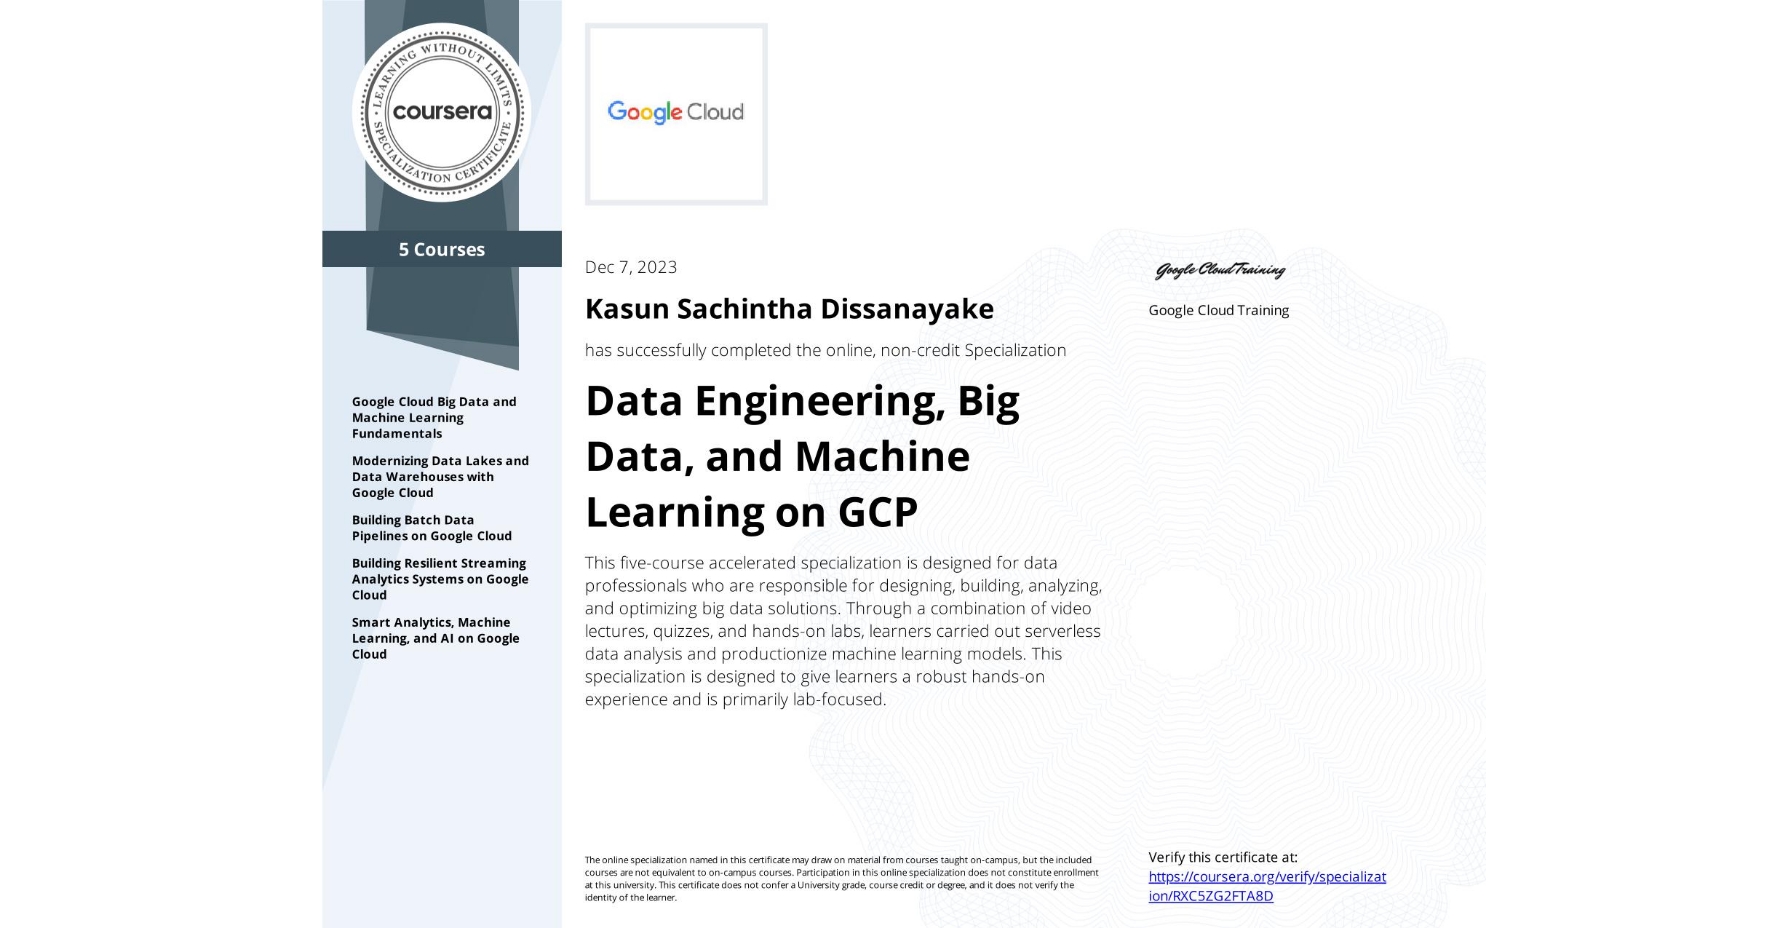 LEARNING WITHOUT LIMITS
coursera
SPECIALIZATION CERTIFICATE
5 Courses
Google Cloud Big Data and
Machine Learning
Fundamentals
Modernizing Data Lakes and
Data Warehouses with
Google Cloud
Building Batch Data
Pipelines on Google Cloud
Building Resilient Streaming
Analytics Systems on Google
Cloud
Smart Analytics, Machine
Learning, and AI on Google
Cloud
Google Cloud
Dec 7, 2023
Kasun Sachintha Dissanayake
has successfully completed the online, non-credit Specialization
Data Engineering, Big
Data, and Machine
Learning on GCP
This five-course accelerated specialization is designed for data
professionals who are responsible for designing, building, analyzing,
and optimizing big data solutions. Through a combination of video
lectures, quizzes, and hands-on labs, learners carried out serverless
data analysis and productionize machine learning models. This
specialization is designed to give learners a robust hands-on
experience and is primarily lab-focused.
Google Cloud Training
Google Cloud Training
The online specialization named in this certificate may draw on material from courses taught on-campus, but the included
courses are not equivalent to on-campus courses. Participation in this online specialization does not constitute enrollment
at this university. This certificate does not confer a University grade, course credit or degree, and it does not verify the
identity of the learner.
Verify this certificate at:
https://coursera.org/verify/specializat
ion/RXC5ZG2FTA8D